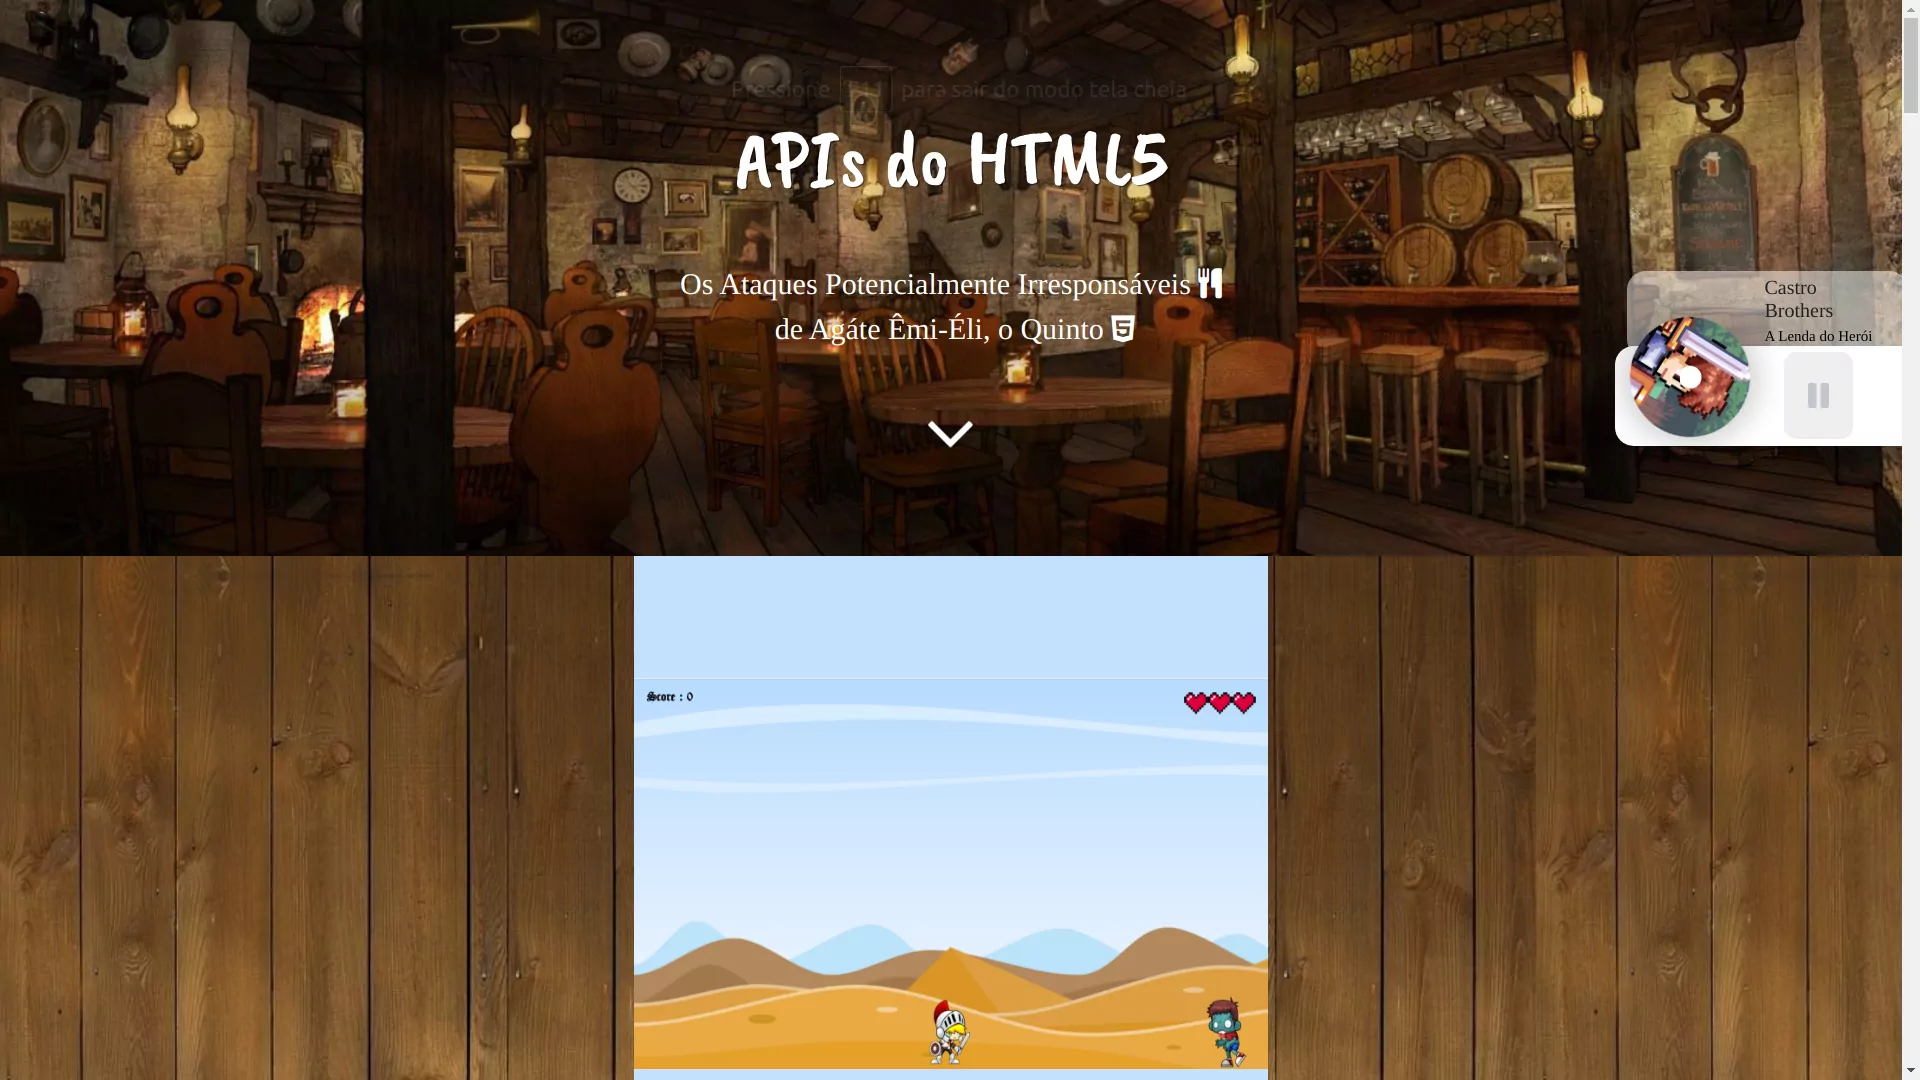 Pressione F11 para sair do modo tela cheia
APIs do HTML5
Os Ataques Potencialmente Irresponsáveis
de Agáte Êmi-Éli, o Quinto
Castro
Brothers
A Lenda do Herói
Score : 0